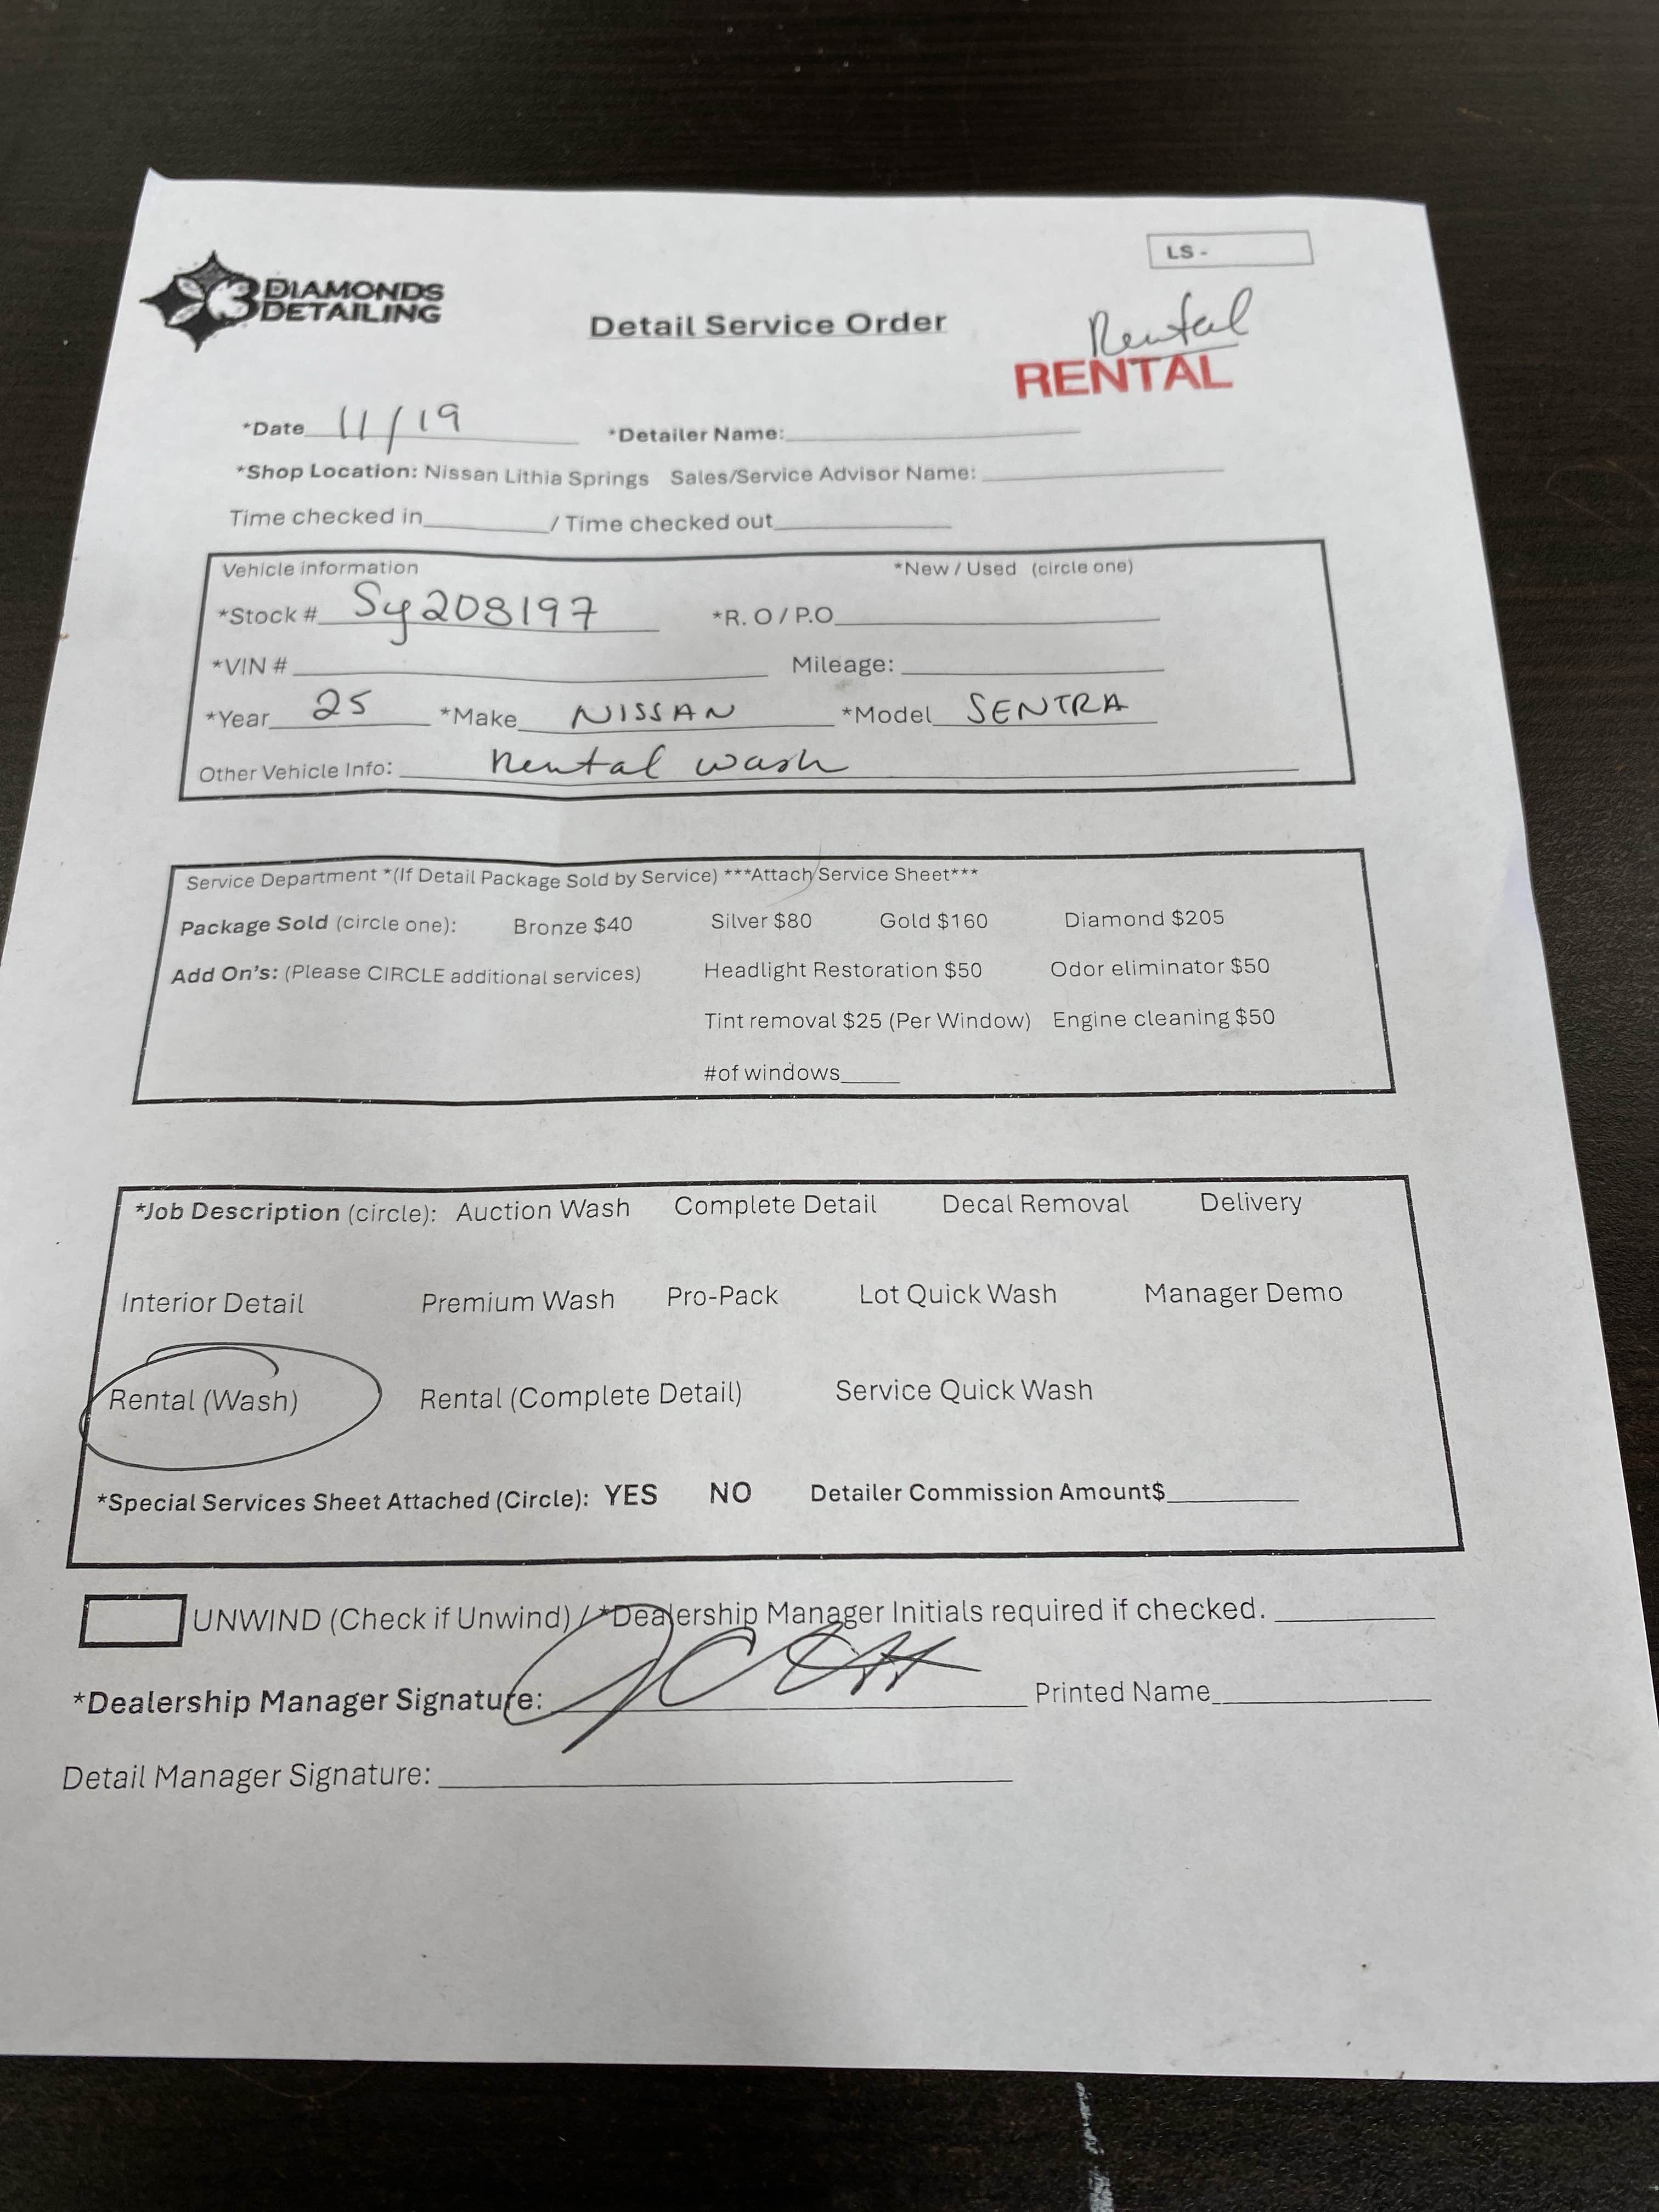 LS -
3 DIAMONDS
DETAILING
Detail Service Order
Rental
RENTAL
*Date 11/19 *Detailer Name:
*Shop Location: Nissan Lithia Springs Sales/Service Advisor Name:
Time checked in / Time checked out
Vehicle information *New / Used (circle one)
*Stock # Sy208197 *R. O / P.O
*VIN # Mileage:
*Year 25 *Make NISSAN *Model SENTRA
Other Vehicle Info: Rental wash
Service Department *(If Detail Package Sold by Service) ***Attach Service Sheet***
Package Sold (circle one): Bronze $40 Silver $80 Gold $160 Diamond $205
Add On's: (Please CIRCLE additional services) Headlight Restoration $50 Odor eliminator $50
Tint removal $25 (Per Window) Engine cleaning $50
#of windows
*Job Description (circle): Auction Wash Complete Detail Decal Removal Delivery
Interior Detail Premium Wash Pro-Pack Lot Quick Wash Manager Demo
Rental (Wash) Rental (Complete Detail) Service Quick Wash
*Special Services Sheet Attached (Circle): YES NO Detailer Commission Amount$
UNWIND (Check if Unwind) / *Dealership Manager Initials required if checked.
*Dealership Manager Signature: Printed Name
Detail Manager Signature: